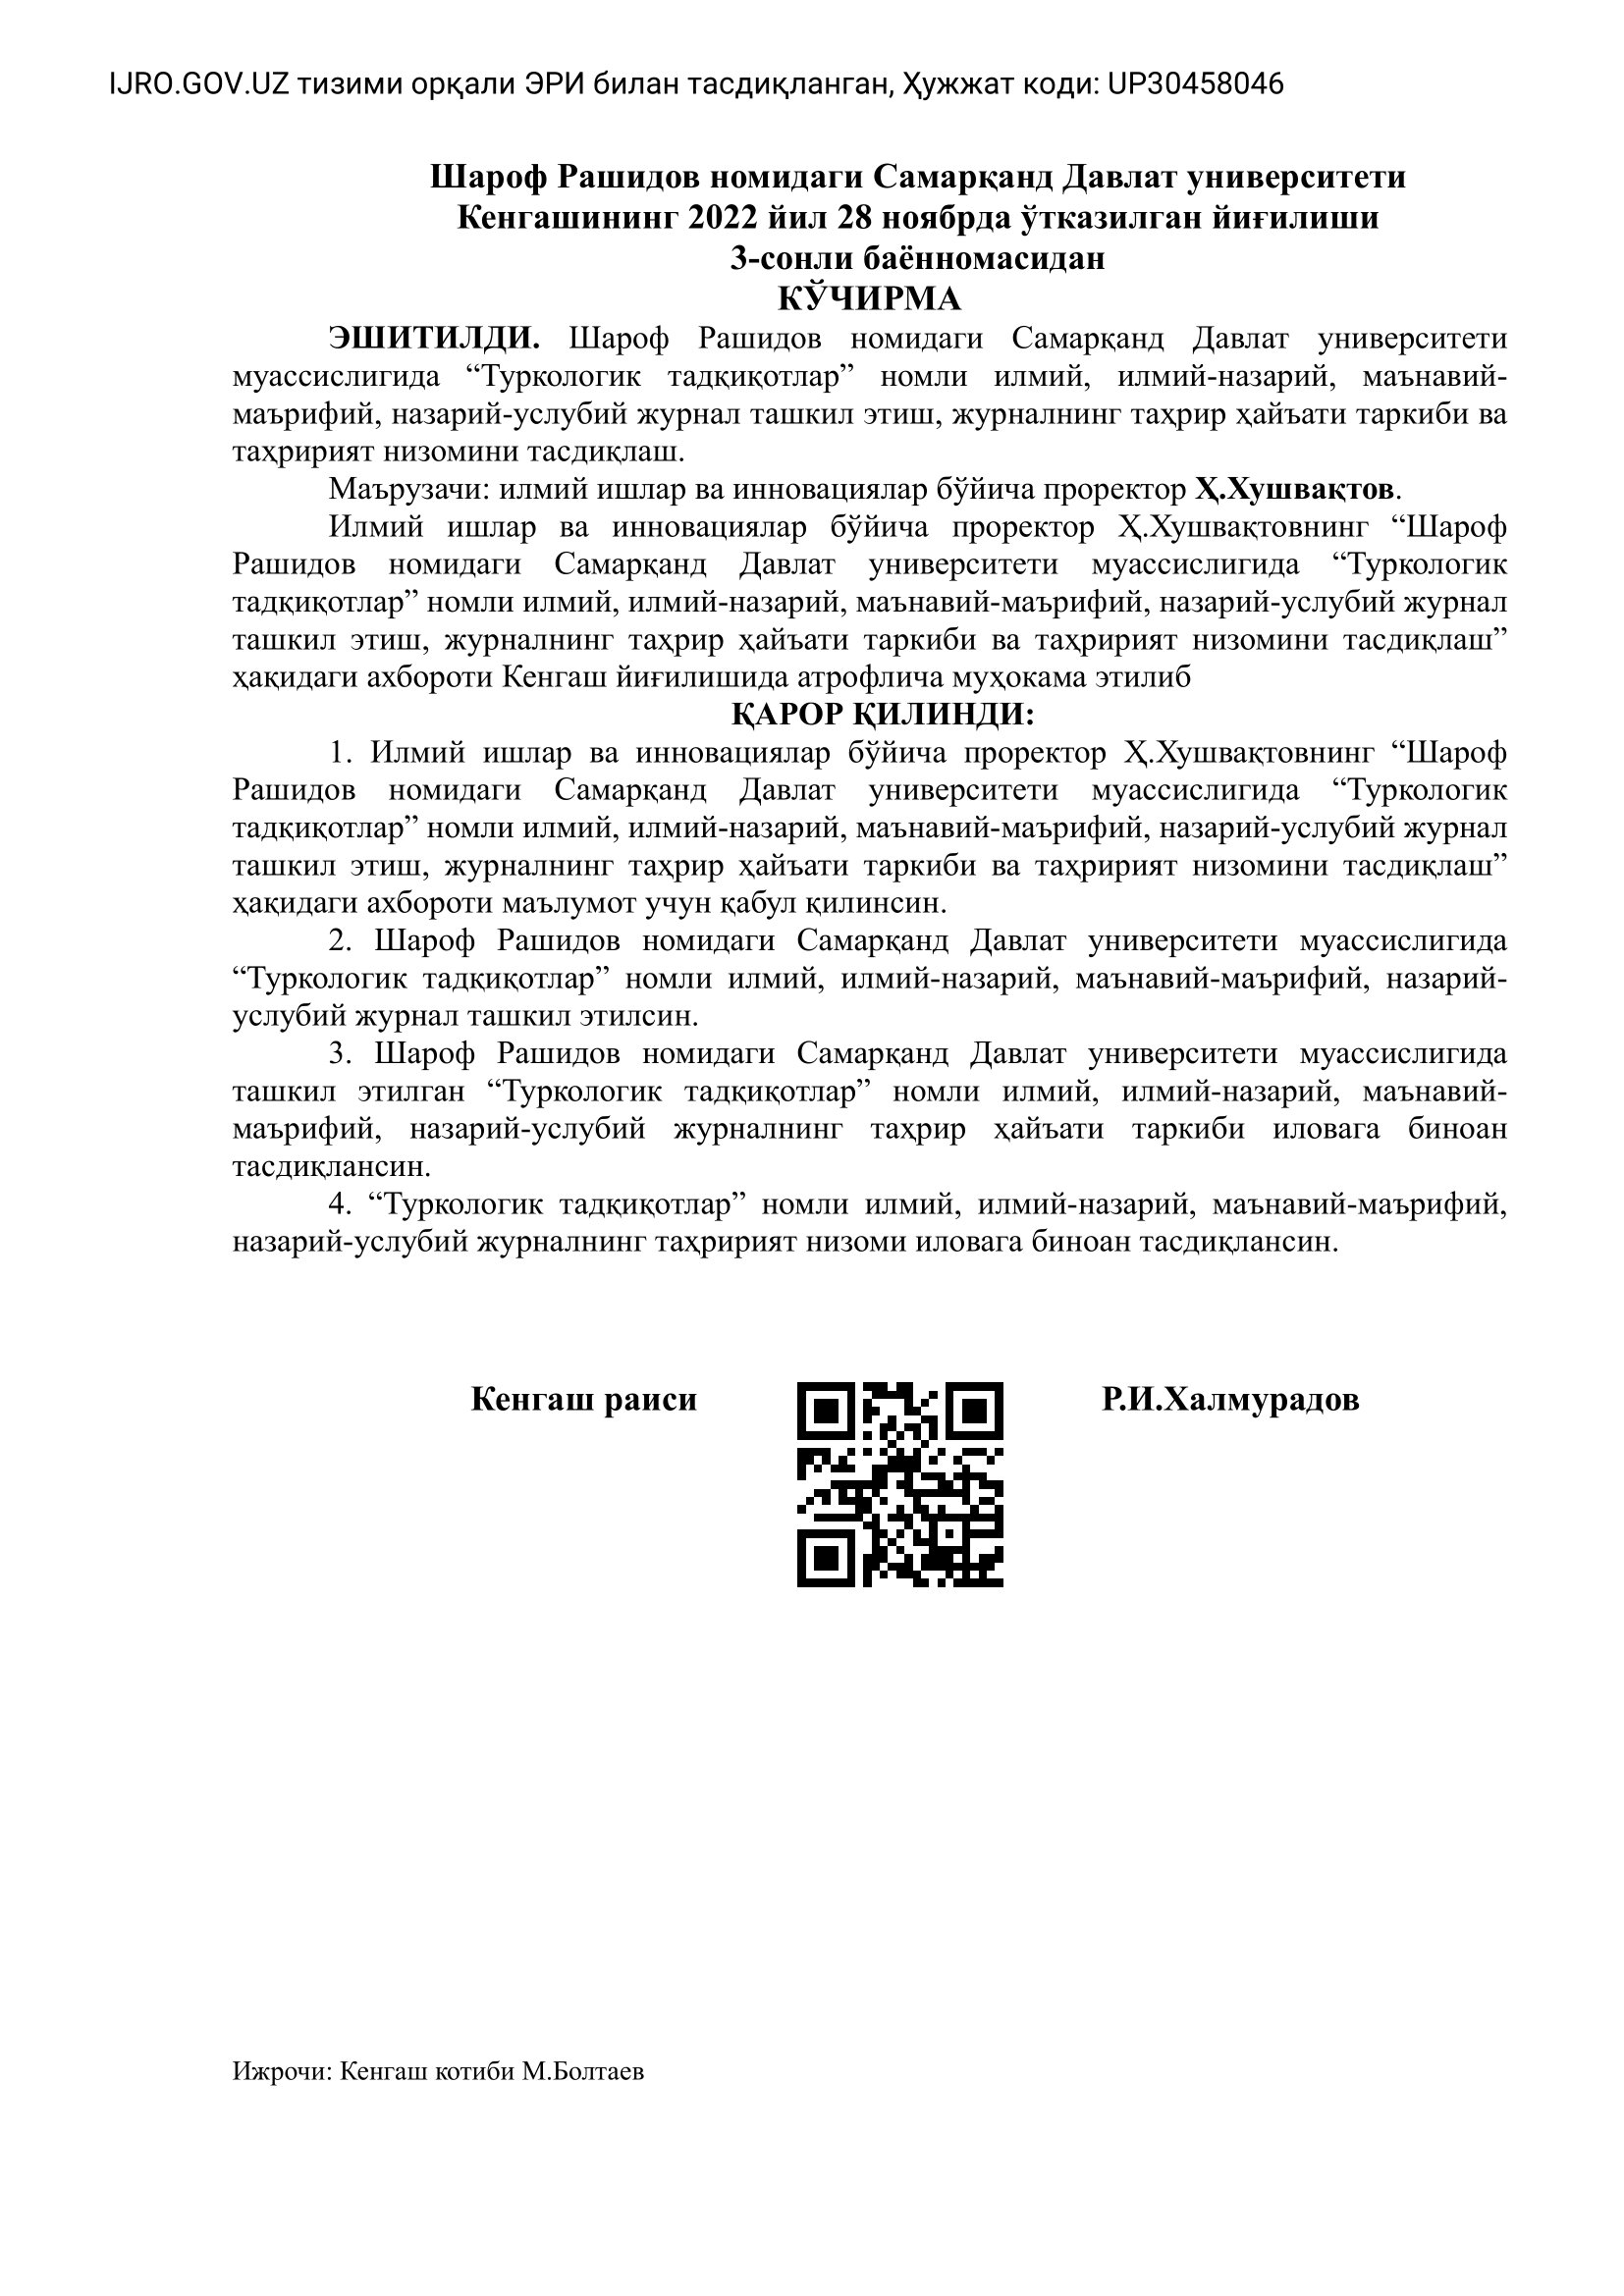 IJRO.GOV.UZ тизими орқали ЭРИ билан тасдиқланган, Ҳужжат коди: UP30458046
Шароф Рашидов номидаги Самарқанд Давлат университети
Кенгашининг 2022 йил 28 ноябрда ўтказилган йиғилиши
3-сонли баённомасидан
КЎЧИРМА
ЭШИТИЛДИ. Шароф Рашидов номидаги Самарқанд Давлат университети
муассислигида “Туркологик тадқиқотлар” номли илмий, илмий-назарий, маънавий-
маърифий, назарий-услубий журнал ташкил этиш, журналнинг таҳрир ҳайъати таркиби ва
таҳририят низомини тасдиқлаш.
Маърузачи: илмий ишлар ва инновациялар бўйича проректор Ҳ.Хушвақтов.
Илмий ишлар ва инновациялар бўйича проректор Ҳ.Хушвақтовнинг “Шароф
Рашидов номидаги Самарқанд Давлат университети муассислигида “Туркологик
тадқиқотлар” номли илмий, илмий-назарий, маънавий-маърифий, назарий-услубий журнал
ташкил этиш, журналнинг таҳрир ҳайъати таркиби ва таҳририят низомини тасдиқлаш”
ҳақидаги ахбороти Кенгаш йиғилишида атрофлича муҳокама этилиб
ҚАРОР ҚИЛИНДИ:
1. Илмий ишлар ва инновациялар бўйича проректор Ҳ.Хушвақтовнинг “Шароф
Рашидов номидаги Самарқанд Давлат университети муассислигида “Туркологик
тадқиқотлар” номли илмий, илмий-назарий, маънавий-маърифий, назарий-услубий журнал
ташкил этиш, журналнинг таҳрир ҳайъати таркиби ва таҳририят низомини тасдиқлаш”
ҳақидаги ахбороти маълумот учун қабул қилинсин.
2. Шароф Рашидов номидаги Самарқанд Давлат университети муассислигида
“Туркологик тадқиқотлар” номли илмий, илмий-назарий, маънавий-маърифий, назарий-
услубий журнал ташкил этилсин.
3. Шароф Рашидов номидаги Самарқанд Давлат университети муассислигида
ташкил этилган “Туркологик тадқиқотлар” номли илмий, илмий-назарий, маънавий-
маърифий, назарий-услубий журналнинг таҳрир ҳайъати таркиби иловага биноан
тасдиқлансин.
4. “Туркологик тадқиқотлар” номли илмий, илмий-назарий, маънавий-маърифий,
назарий-услубий журналнинг таҳририят низоми иловага биноан тасдиқлансин.
Кенгаш раиси Р.И.Халмурадов
Ижрочи: Кенгаш котиби М.Болтаев